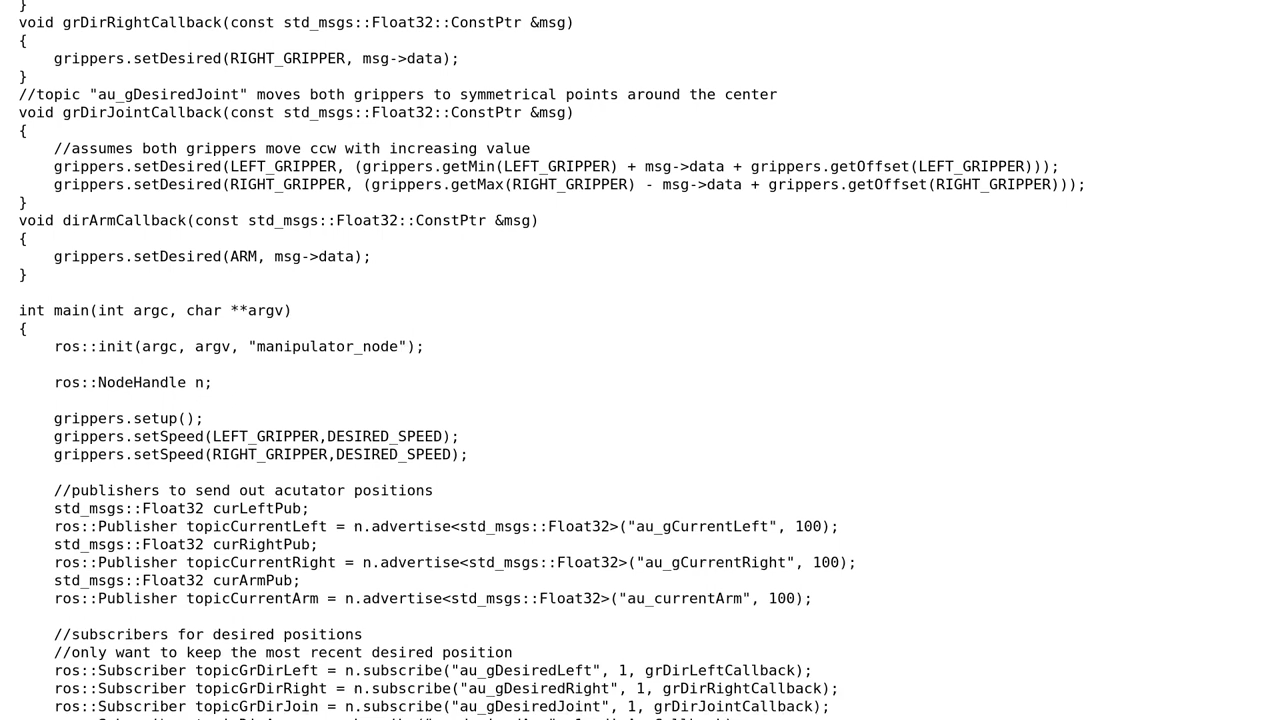 }
void grDirRightCallback(const std_msgs::Float32::ConstPtr &msg)
{
    grippers.setDesired(RIGHT_GRIPPER, msg->data);
}
//topic "au_gDesiredJoint" moves both grippers to symmetrical points around the center
void grDirJointCallback(const std_msgs::Float32::ConstPtr &msg)
{
    //assumes both grippers move ccw with increasing value
    grippers.setDesired(LEFT_GRIPPER, (grippers.getMin(LEFT_GRIPPER) + msg->data + grippers.getOffset(LEFT_GRIPPER)));
    grippers.setDesired(RIGHT_GRIPPER, (grippers.getMax(RIGHT_GRIPPER) - msg->data + grippers.getOffset(RIGHT_GRIPPER)));
}
void dirArmCallback(const std_msgs::Float32::ConstPtr &msg)
{
    grippers.setDesired(ARM, msg->data);
}

int main(int argc, char **argv)
{
    ros::init(argc, argv, "manipulator_node");

    ros::NodeHandle n;

    grippers.setup();
    grippers.setSpeed(LEFT_GRIPPER,DESIRED_SPEED);
    grippers.setSpeed(RIGHT_GRIPPER,DESIRED_SPEED);

    //publishers to send out acutator positions
    std_msgs::Float32 curLeftPub;
    ros::Publisher topicCurrentLeft = n.advertise<std_msgs::Float32>("au_gCurrentLeft", 100);
    std_msgs::Float32 curRightPub;
    ros::Publisher topicCurrentRight = n.advertise<std_msgs::Float32>("au_gCurrentRight", 100);
    std_msgs::Float32 curArmPub;
    ros::Publisher topicCurrentArm = n.advertise<std_msgs::Float32>("au_currentArm", 100);

    //subscribers for desired positions
    //only want to keep the most recent desired position
    ros::Subscriber topicGrDirLeft = n.subscribe("au_gDesiredLeft", 1, grDirLeftCallback);
    ros::Subscriber topicGrDirRight = n.subscribe("au_gDesiredRight", 1, grDirRightCallback);
    ros::Subscriber topicGrDirJoin = n.subscribe("au_gDesiredJoint", 1, grDirJointCallback);